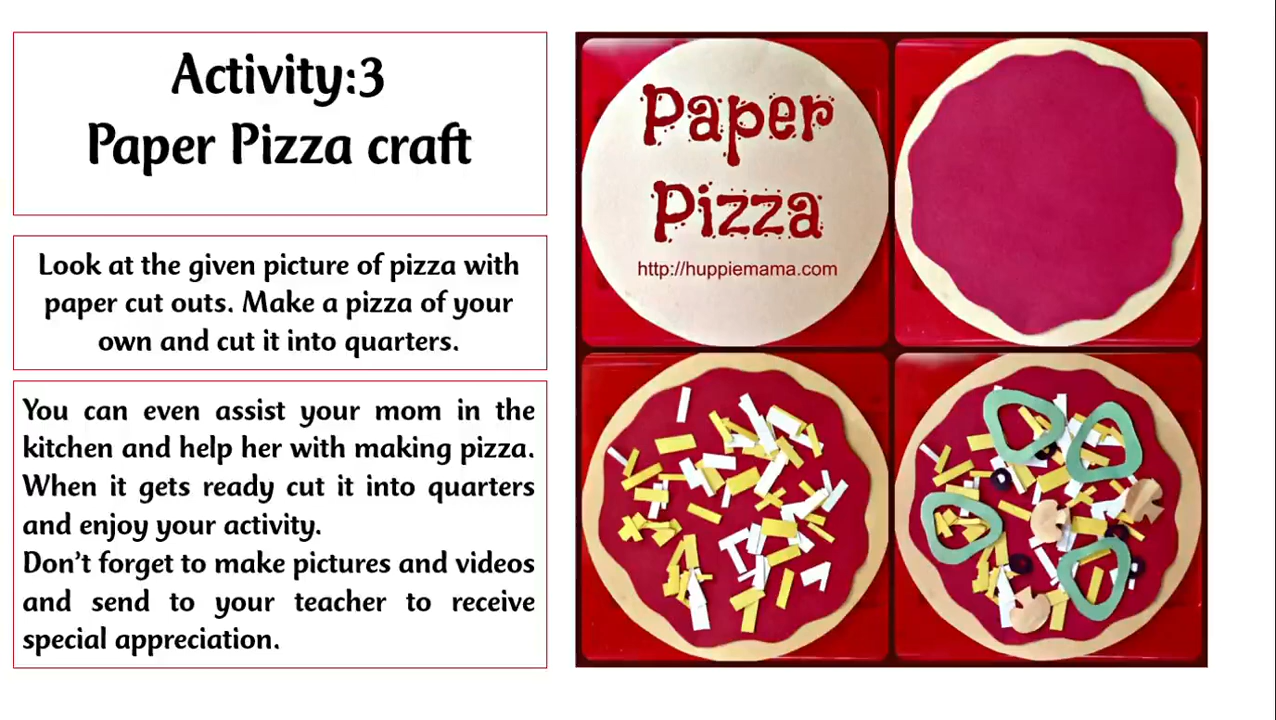 Activity:3
Paper Pizza craft
Look at the given picture of pizza with
paper cut outs. Make a pizza of your
own and cut it into quarters.
You can even assist your mom in the
kitchen and help her with making pizza.
When it gets ready cut it into quarters
and enjoy your activity.
Don’t forget to make pictures and videos
and send to your teacher to receive
special appreciation.
Paper
Pizza
http://huppiemama.com